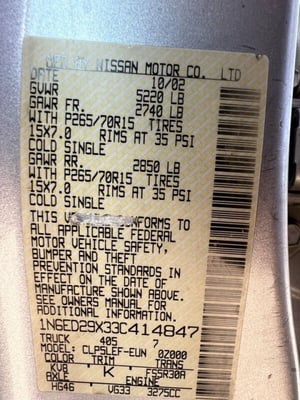 MFD BY NISSAN MOTOR CO. LTD
DATE 10/02
GVWR 5220 LB
GAWR FR. 2740 LB
WITH P265/70R15 TIRES
15X7.0 RIMS AT 35 PSI
COLD SINGLE
GAWR RR. 2850 LB
WITH P265/70R15 TIRES
15X7.0 RIMS AT 35 PSI
COLD SINGLE
THIS CONFORMS TO
ALL APPLICABLE FEDERAL
MOTOR VEHICLE SAFETY,
BUMPER AND THEFT
PREVENTION STANDARDS IN
EFFECT ON THE DATE OF
MANUFACTURE SHOWN ABOVE.
SEE OWNERS MANUAL FOR
ADDITIONAL INFORMATION.
1N6ED29X33C414847
TRUCK 405 7
MODEL: CLP5LEF-EUN 0Z000
COLOR TRIM TRANS
KV8 K FS5R30A
AXLE ENGINE
HG46 VG33 3275CC